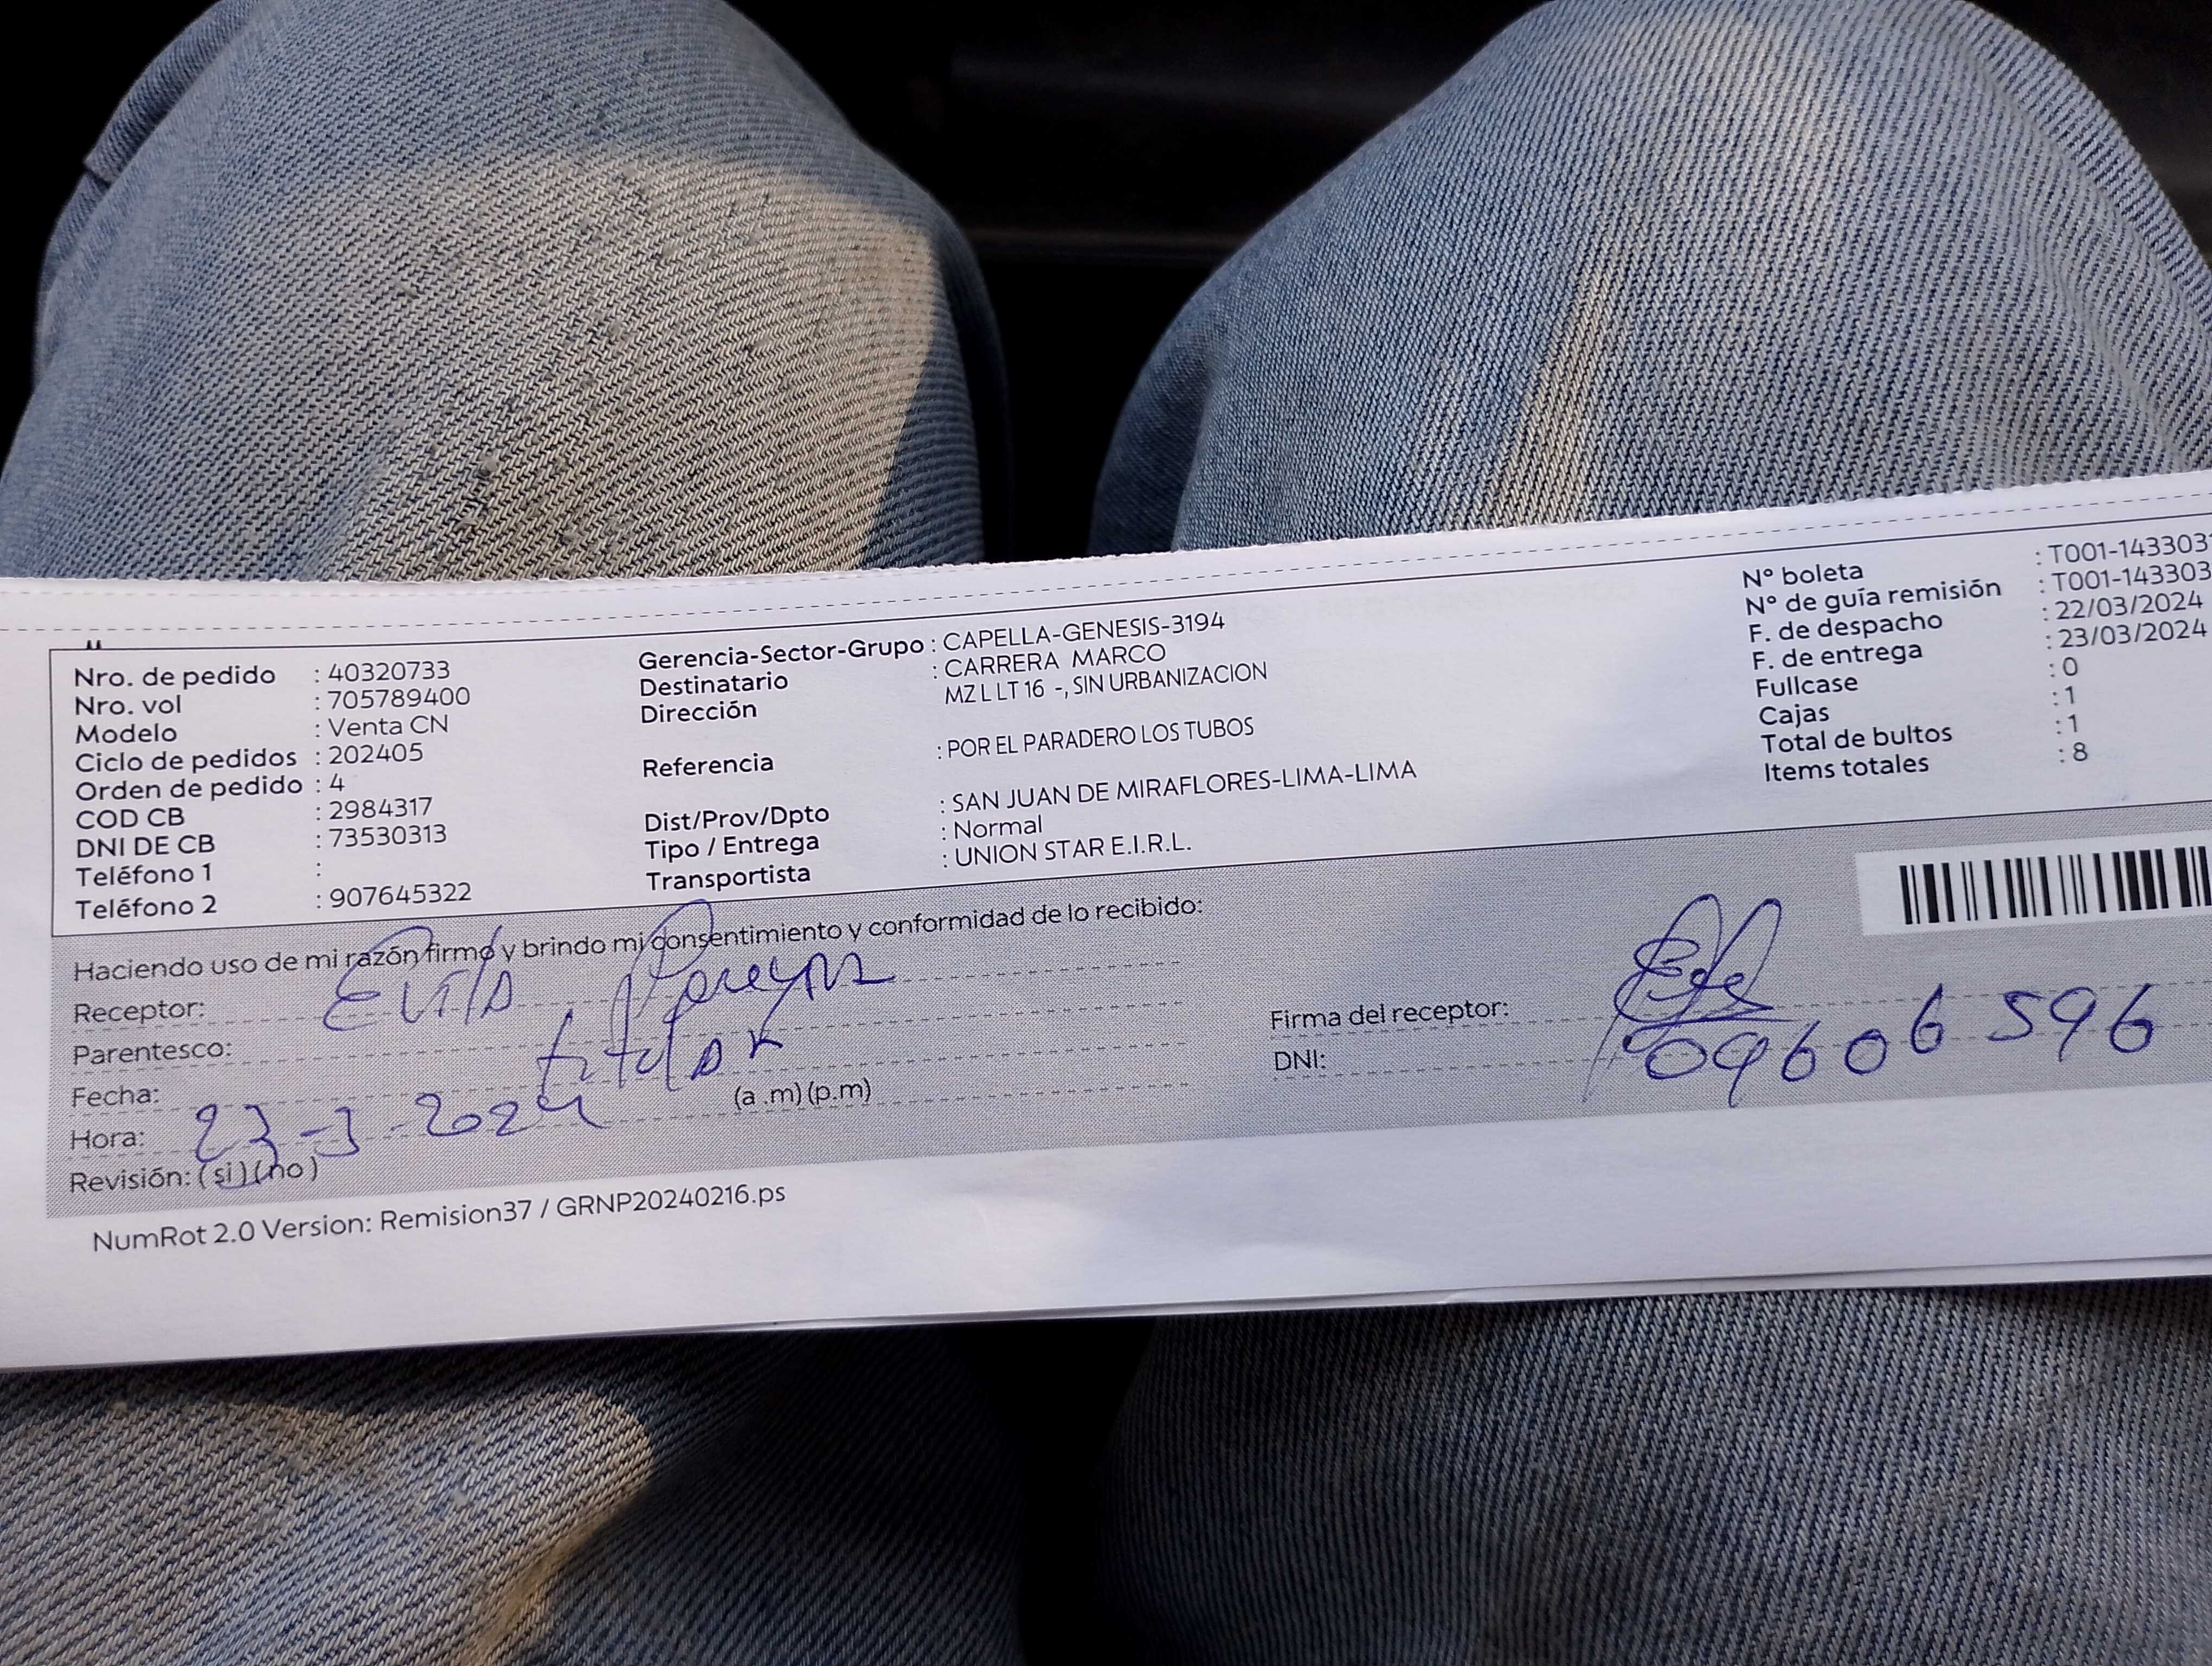 Nro. de pedido : 40320733
Nro. vol : 705789400
Modelo : Venta CN
Ciclo de pedidos : 202405
Orden de pedido : 4
COD CB : 2984317
DNI DE CB : 73530313
Teléfono 1 :
Teléfono 2 : 907645322
Gerencia-Sector-Grupo : CAPELLA-GENESIS-3194
Destinatario : CARRERA MARCO
Dirección MZ L LT 16 -, SIN URBANIZACION
Referencia : POR EL PARADERO LOS TUBOS
Dist/Prov/Dpto : SAN JUAN DE MIRAFLORES-LIMA-LIMA
Tipo / Entrega : Normal
Transportista : UNION STAR E.I.R.L.
N° boleta : T001-143303
N° de guía remisión : T001-143303
F. de despacho : 22/03/2024
F. de entrega : 23/03/2024
Fullcase : 0
Cajas : 1
Total de bultos : 1
Items totales : 8
Haciendo uso de mi razón firmo y brindo mi consentimiento y conformidad de lo recibido:
Receptor:
Parentesco: titular
Fecha: 23-3-2024
Hora: (a .m) (p.m)
Revisión: (si) (no)
Firma del receptor:
DNI: 09606596
NumRot 2.0 Version: Remision37 / GRNP20240216.ps